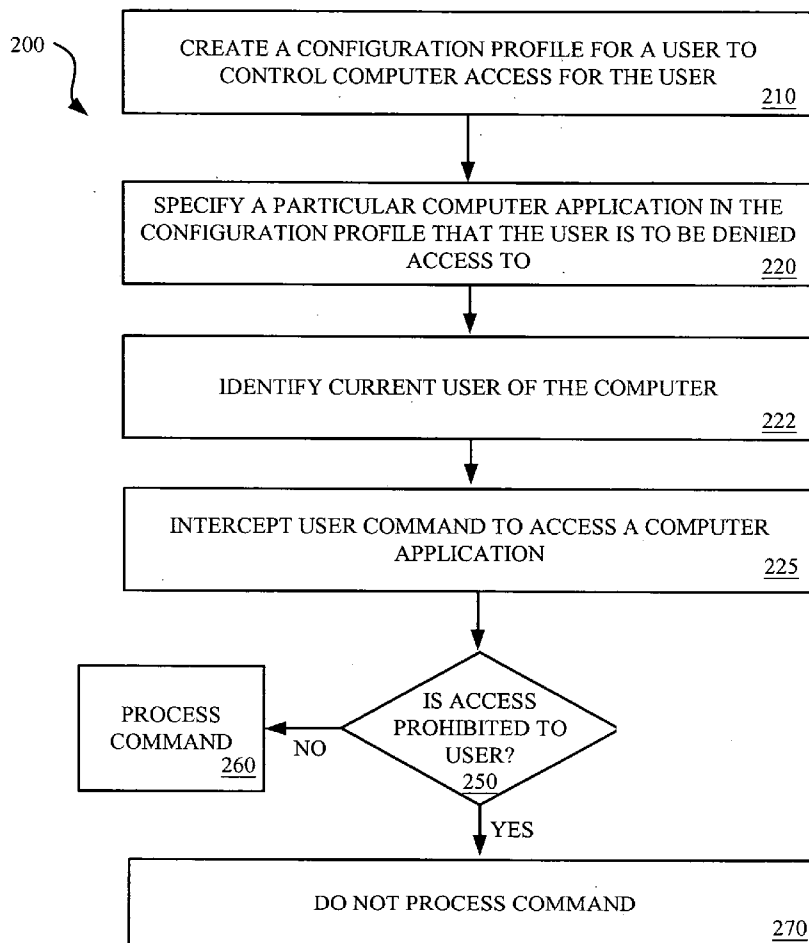 200
CREATE A CONFIGURATION PROFILE FOR A USER TO
CONTROL COMPUTER ACCESS FOR THE USER
210
SPECIFY A PARTICULAR COMPUTER APPLICATION IN THE
CONFIGURATION PROFILE THAT THE USER IS TO BE DENIED
ACCESS TO
220
IDENTIFY CURRENT USER OF THE COMPUTER
222
INTERCEPT USER COMMAND TO ACCESS A COMPUTER
APPLICATION
225
IS ACCESS
PROHIBITED TO
USER?
250
NO
PROCESS
COMMAND
260
YES
DO NOT PROCESS COMMAND
270